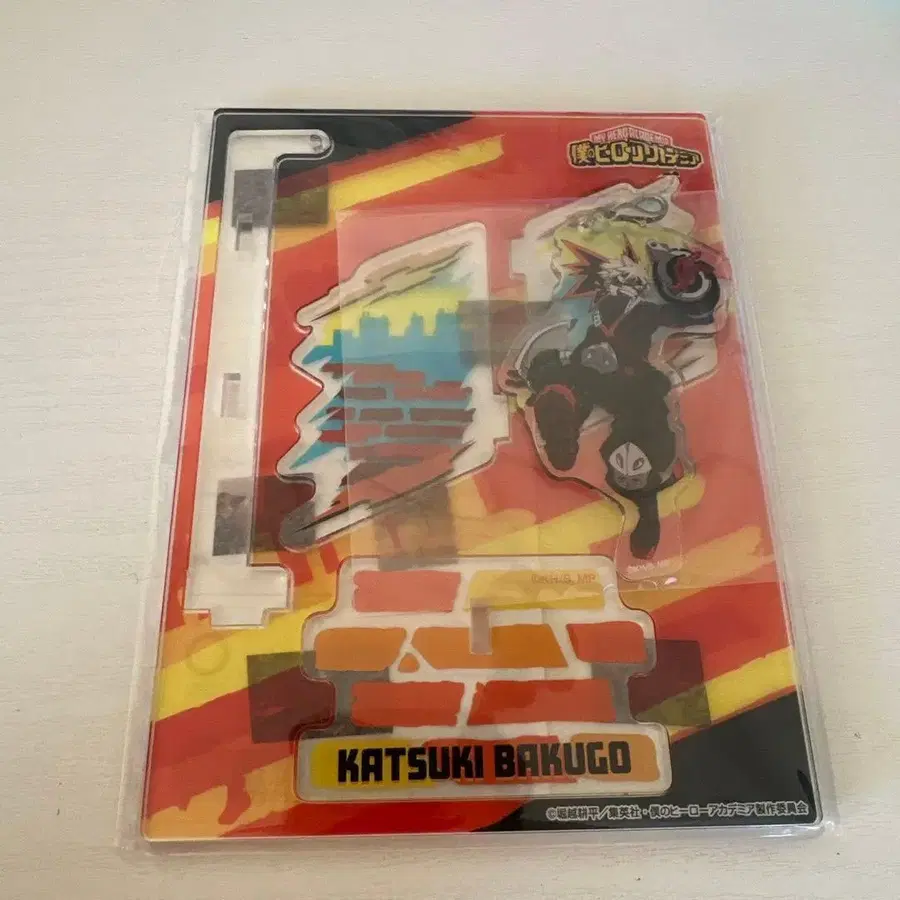 MY HERO ACADEMIA
僕のヒーローアカデミア
©K.H./S, MP
©K.H./S, MP
KATSUKI BAKUGO
©堀越耕平／集英社・僕のヒーローアカデミア製作委員会